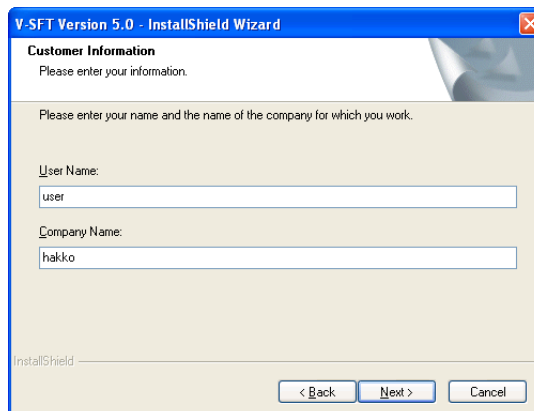 V-SFT Version 5.0 - InstallShield Wizard
Customer Information
Please enter your information.
Please enter your name and the name of the company for which you work.
User Name:
user
Company Name:
hakko
InstallShield
< Back Next > Cancel